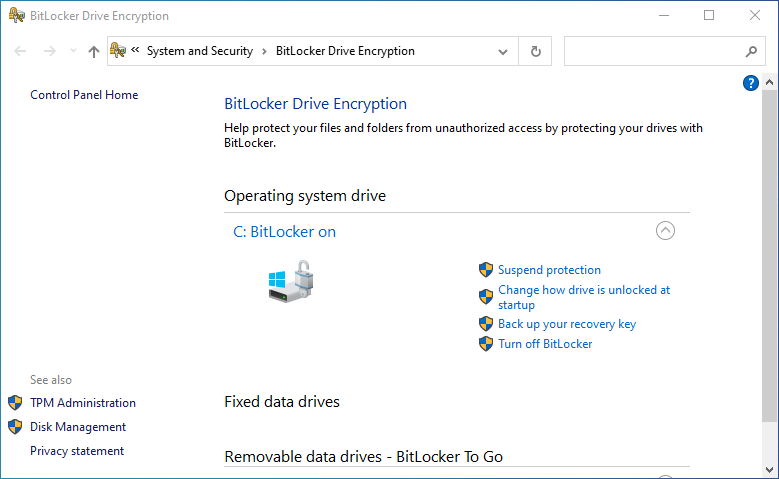 BitLocker Drive Encryption
« System and Security › BitLocker Drive Encryption
?
Control Panel Home
BitLocker Drive Encryption
Help protect your files and folders from unauthorized access by protecting your drives with
BitLocker.
Operating system drive
C: BitLocker on
Suspend protection
Change how drive is unlocked at
startup
Back up your recovery key
Turn off BitLocker
See also
TPM Administration
Disk Management
Privacy statement
Fixed data drives
Removable data drives - BitLocker To Go